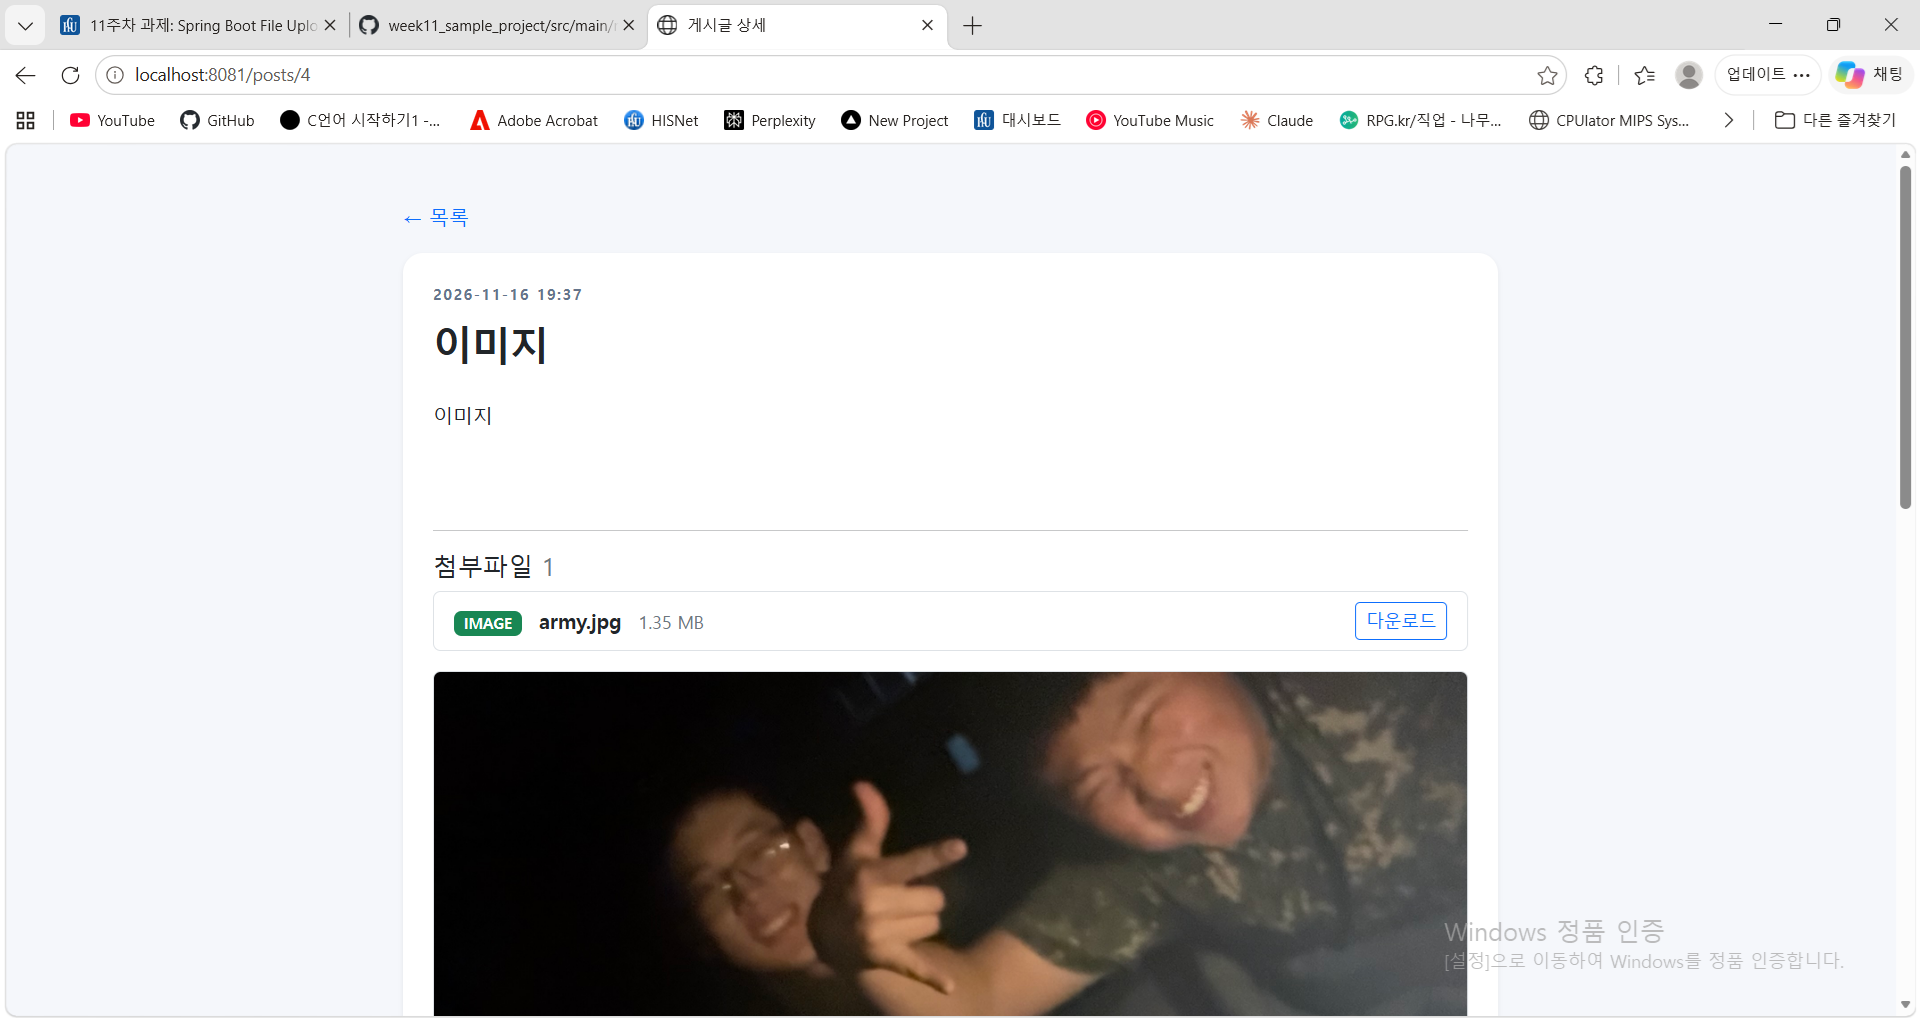 11주차 과제: Spring Boot File Uplo
week11_sample_project/src/main/
게시글 상세
localhost:8081/posts/4
업데이트
채팅
YouTube
GitHub
C언어 시작하기1 -...
Adobe Acrobat
HISNet
Perplexity
New Project
대시보드
YouTube Music
Claude
RPG.kr/직업 - 나무...
CPUlator MIPS Sys...
다른 즐겨찾기
← 목록
2026-11-16 19:37
이미지
이미지
첨부파일 1
IMAGE army.jpg 1.35 MB 다운로드
Windows 정품 인증
[설정]으로 이동하여 Windows를 정품 인증합니다.